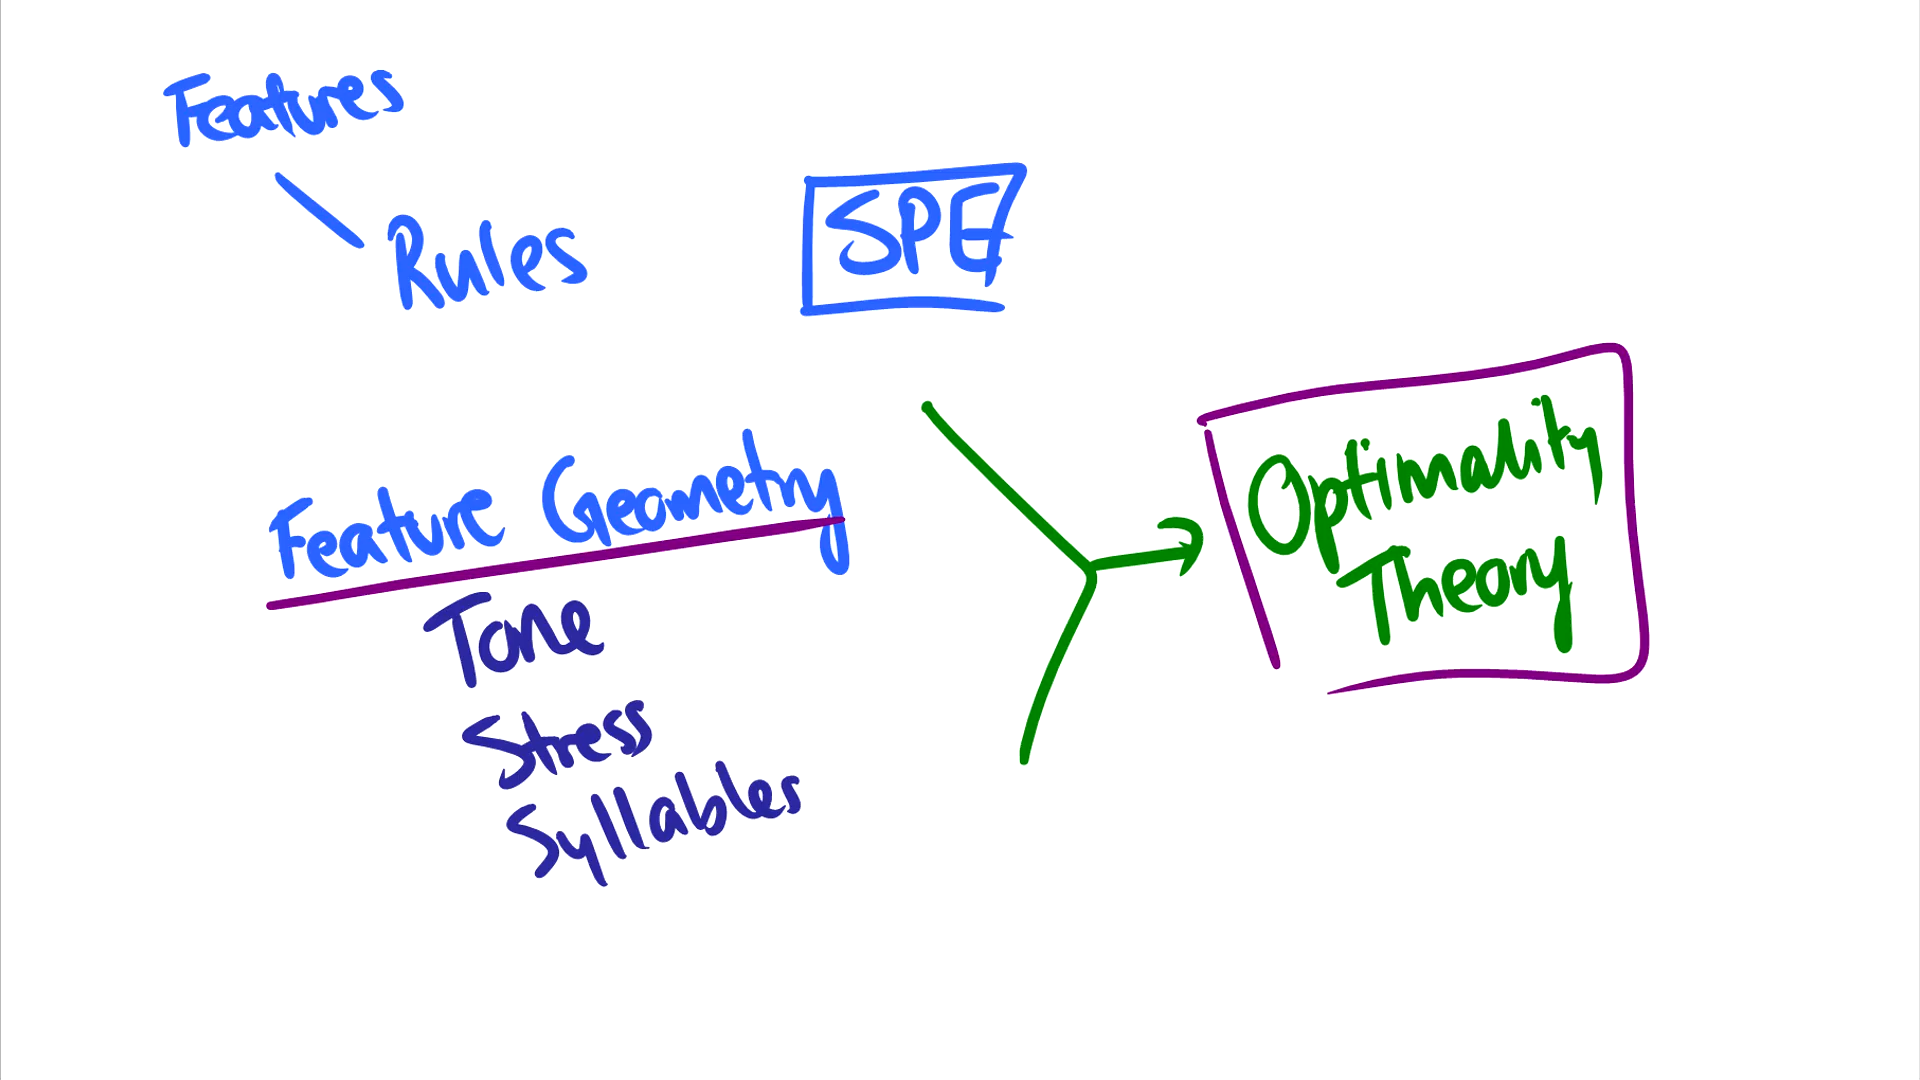 Features
Rules
SPE
Feature Geometry
Tone
Stress
Syllables
Optimality
Theory